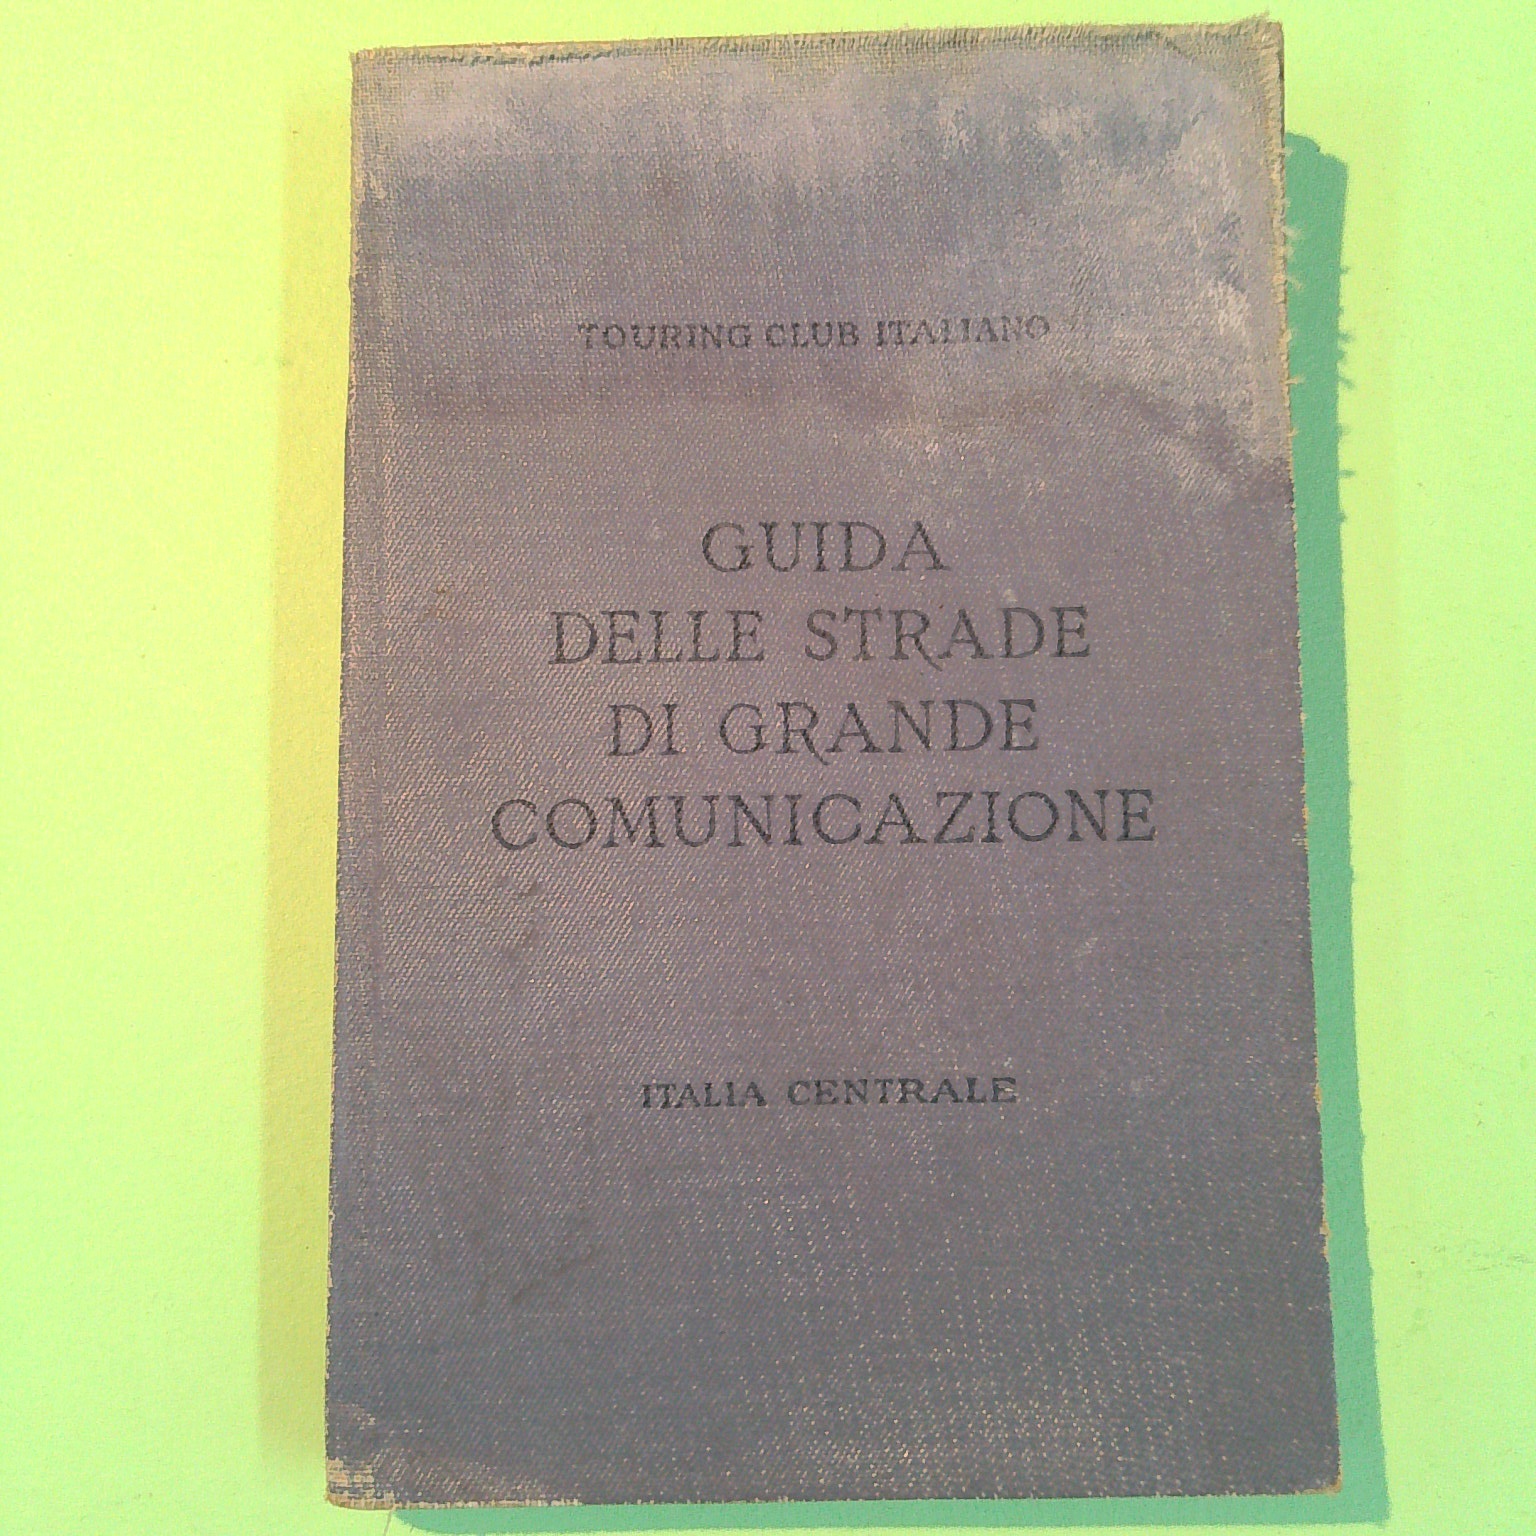 TOURING CLUB ITALIANO
GUIDA
DELLE STRADE
DI GRANDE
COMUNICAZIONE
ITALIA CENTRALE